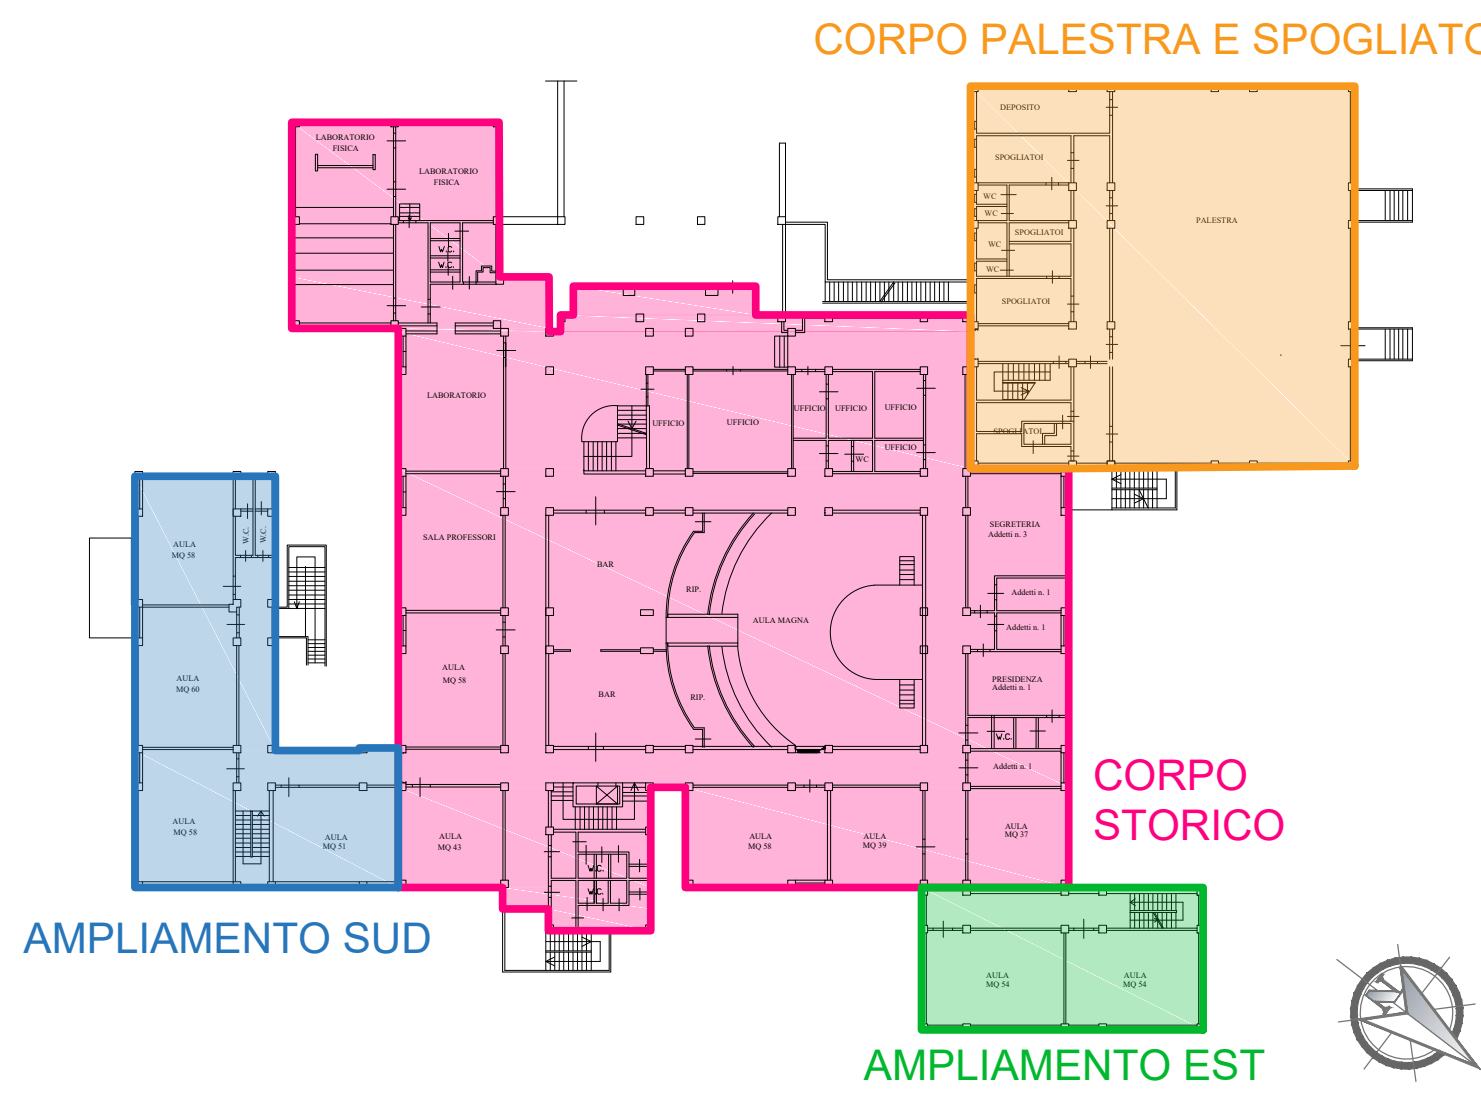 CORPO PALESTRA E SPOGLIATO
DEPOSITO
LABORATORIO
FISICA
LABORATORIO
FISICA
SPOGLIATOI
WC
WC
PALESTRA
SPOGLIATOI
WC
WC
W.C.
W.C.
SPOGLIATOI
LABORATORIO
UFFICIO
UFFICIO
UFFICIO
UFFICIO
UFFICIO
SPOGLIATOI
UFFICIO
WC
SEGRETERIA
Addetti n. 3
W.C.
W.C.
SALA PROFESSORI
AULA
MQ 58
BAR
RIP.
Addetti n. 1
AULA MAGNA
Addetti n. 1
AULA
MQ 58
AULA
MQ 60
BAR
RIP.
PRESIDENZA
Addetti n. 1
W.C.
Addetti n. 1
CORPO
STORICO
AULA
MQ 58
AULA
MQ 51
AULA
MQ 43
AULA
MQ 58
AULA
MQ 39
AULA
MQ 37
W.C.
W.C.
AMPLIAMENTO SUD
AULA
MQ 54
AULA
MQ 54
N
AMPLIAMENTO EST